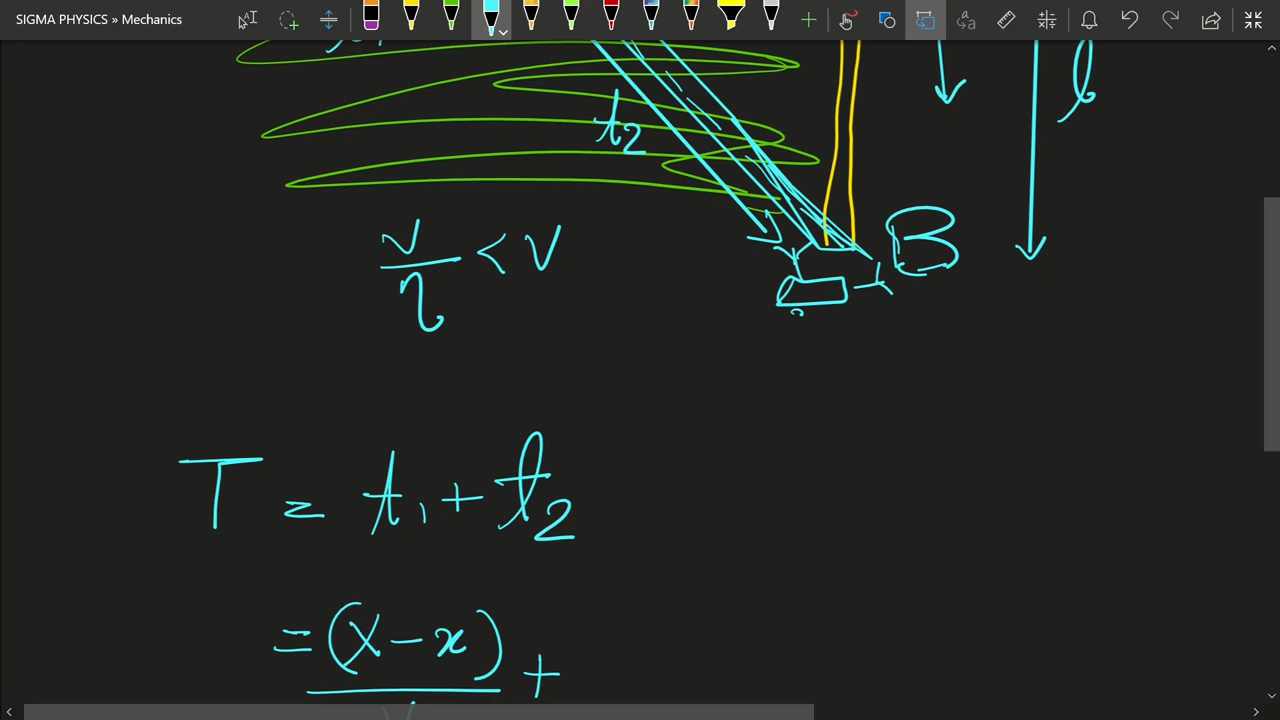 SIGMA PHYSICS » Mechanics
t2
B
l
v/η < v
T = t1 + t2
= (X - x)/v +